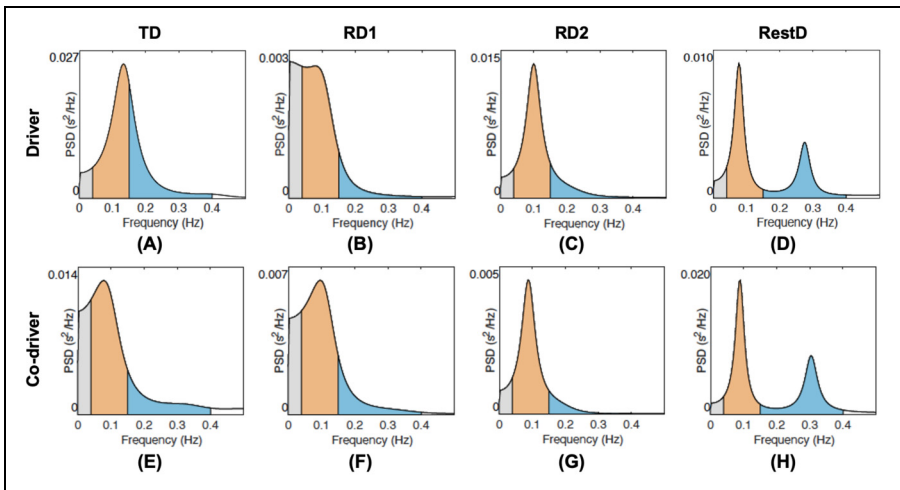 TD RD1 RD2 RestD
Driver
0.027
PSD (s²/Hz)
0
0 0.1 0.2 0.3 0.4
Frequency (Hz)
(A)
0.003
PSD (s²/Hz)
0
0 0.1 0.2 0.3 0.4
Frequency (Hz)
(B)
0.015
PSD (s²/Hz)
0
0 0.1 0.2 0.3 0.4
Frequency (Hz)
(C)
0.010
PSD (s²/Hz)
0
0 0.1 0.2 0.3 0.4
Frequency (Hz)
(D)
Co-driver
0.014
PSD (s²/Hz)
0
0 0.1 0.2 0.3 0.4
Frequency (Hz)
(E)
0.007
PSD (s²/Hz)
0
0 0.1 0.2 0.3 0.4
Frequency (Hz)
(F)
0.005
PSD (s²/Hz)
0
0 0.1 0.2 0.3 0.4
Frequency (Hz)
(G)
0.020
PSD (s²/Hz)
0
0 0.1 0.2 0.3 0.4
Frequency (Hz)
(H)